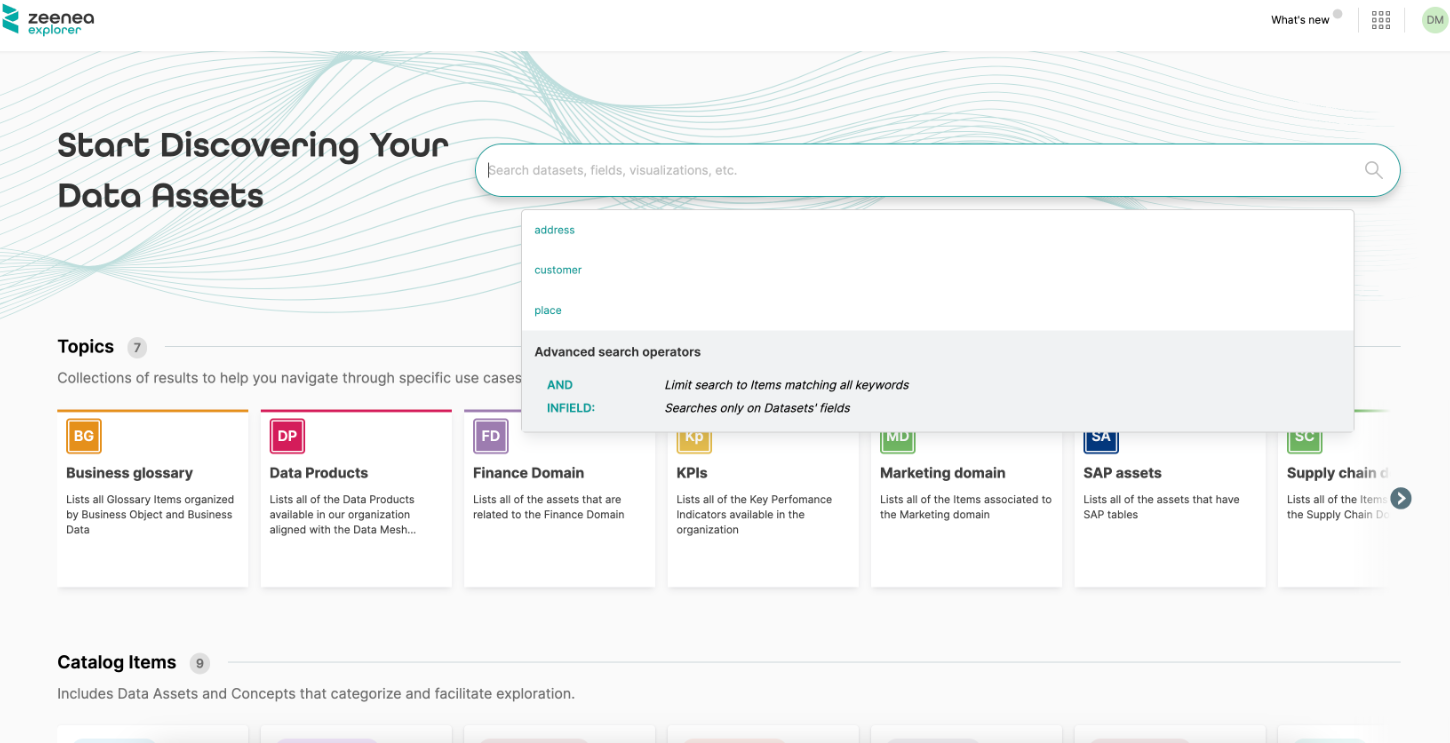 zeenea
explorer
What's new
DM
Start Discovering Your
Data Assets
Search datasets, fields, visualizations, etc.
address
customer
place
Advanced search operators
AND Limit search to Items matching all keywords
INFIELD: Searches only on Datasets' fields
Topics 7
Collections of results to help you navigate through specific use cases
BG
Business glossary
Lists all Glossary Items organized
by Business Object and Business
Data
DP
Data Products
Lists all of the Data Products
available in our organization
aligned with the Data Mesh...
FD
Finance Domain
Lists all of the assets that are
related to the Finance Domain
Kp
KPIs
Lists all of the Key Perfomance
Indicators available in the
organization
MD
Marketing domain
Lists all of the Items associated to
the Marketing domain
SA
SAP assets
Lists all of the assets that have
SAP tables
SC
Supply chain d
Lists all of the Items
the Supply Chain Do
Catalog Items 9
Includes Data Assets and Concepts that categorize and facilitate exploration.